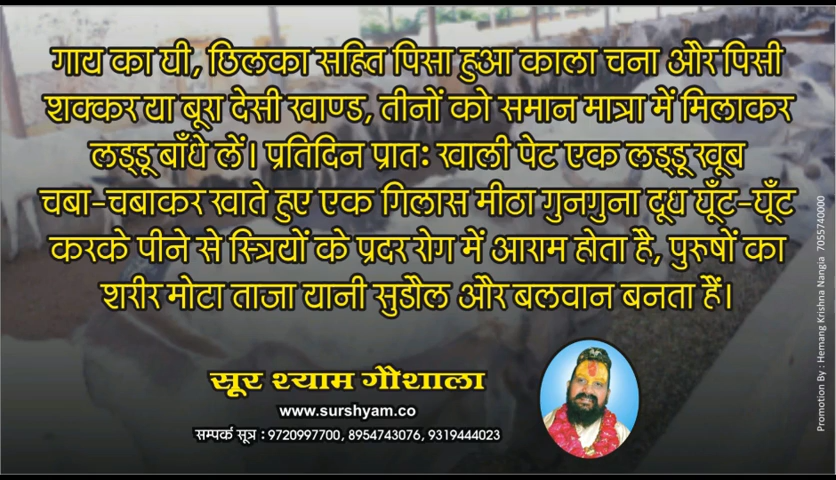 गाय का घी, छिलका सहित पिसा हुआ काला चना और पिसी
शक्कर या बूरा देसी खाण्ड, तीनों को समान मात्रा में मिलाकर
लड्डू बाँधे लें। प्रतिदिन प्रातः खाली पेट एक लड्डू खूब
चबा-चबाकर खाते हुए एक गिलास मीठा गुनगुना दूध घूँट-घूँट
करके पीने से स्त्रियों के प्रदर रोग में आराम होता है, पुरूषों का
शरीर मोटा ताजा यानी सुडौल और बलवान बनता हैं।
सूर श्याम गौशाला
www.surshyam.co
सम्पर्क सूत्र : 9720997700, 8954743076, 9319444023
Promotion By : Hemang Krishna Nangia 7055740000